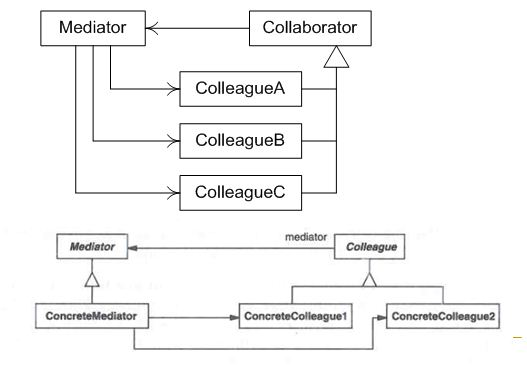 Mediator
Collaborator
ColleagueA
ColleagueB
ColleagueC
mediator
Mediator
Colleague
ConcreteMediator
ConcreteColleague1
ConcreteColleague2